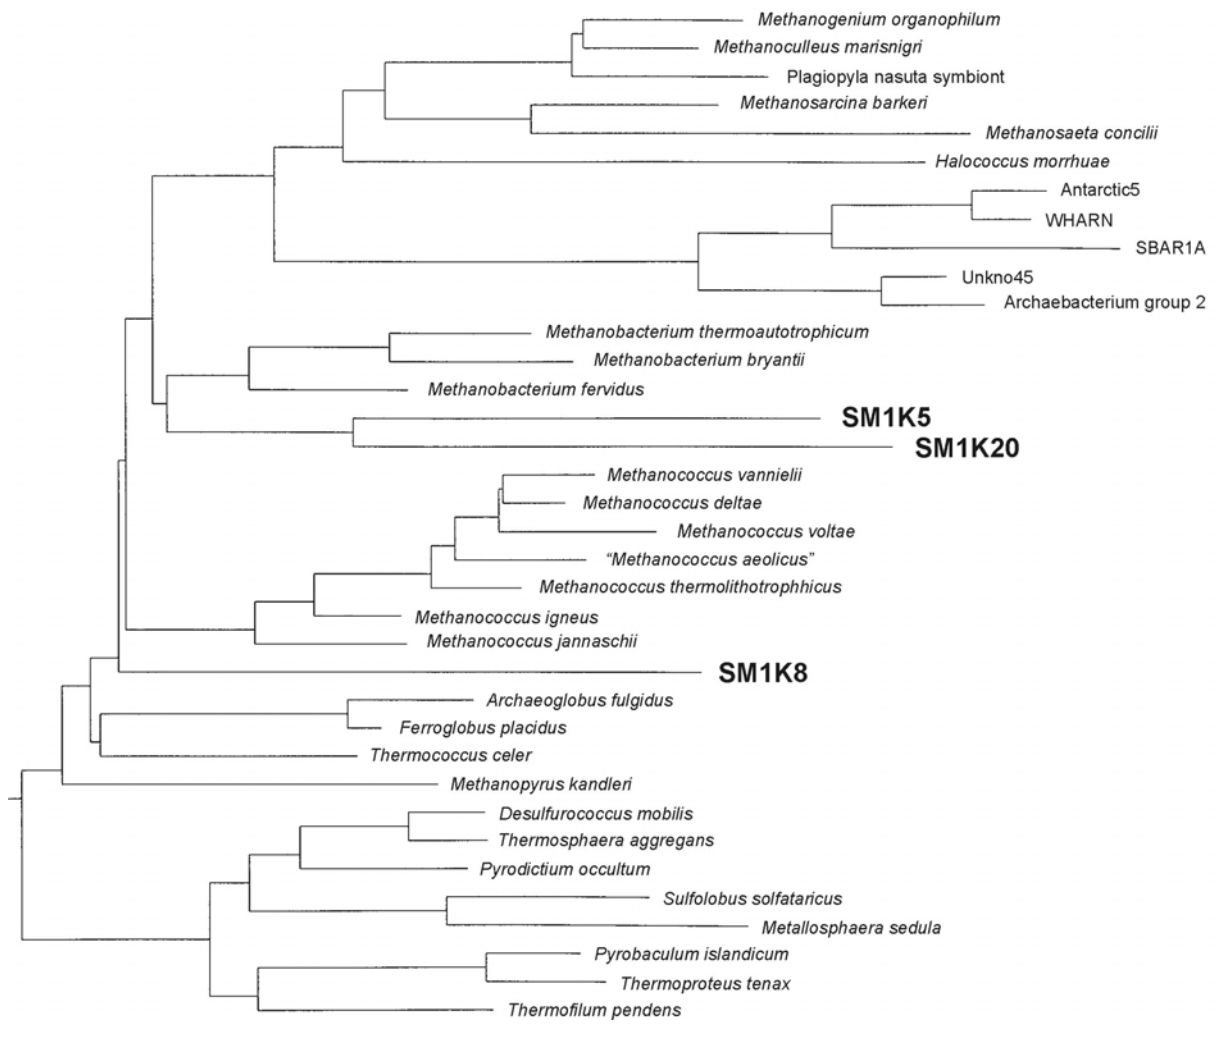 Methanogenium organophilum
Methanoculleus marisnigri
Plagiopyla nasuta symbiont
Methanosarcina barkeri
Methanosaeta concilii
Halococcus morrhuae
Antarctic5
WHARN
SBAR1A
Unkno45
Archaebacterium group 2
Methanobacterium thermoautotrophicum
Methanobacterium bryantii
Methanobacterium fervidus
SM1K5
SM1K20
Methanococcus vannielii
Methanococcus deltae
Methanococcus voltae
“Methanococcus aeolicus”
Methanococcus thermolithotrophhicus
Methanococcus igneus
Methanococcus jannaschii
SM1K8
Archaeoglobus fulgidus
Ferroglobus placidus
Thermococcus celer
Methanopyrus kandleri
Desulfurococcus mobilis
Thermosphaera aggregans
Pyrodictium occultum
Sulfolobus solfataricus
Metallosphaera sedula
Pyrobaculum islandicum
Thermoproteus tenax
Thermofilum pendens